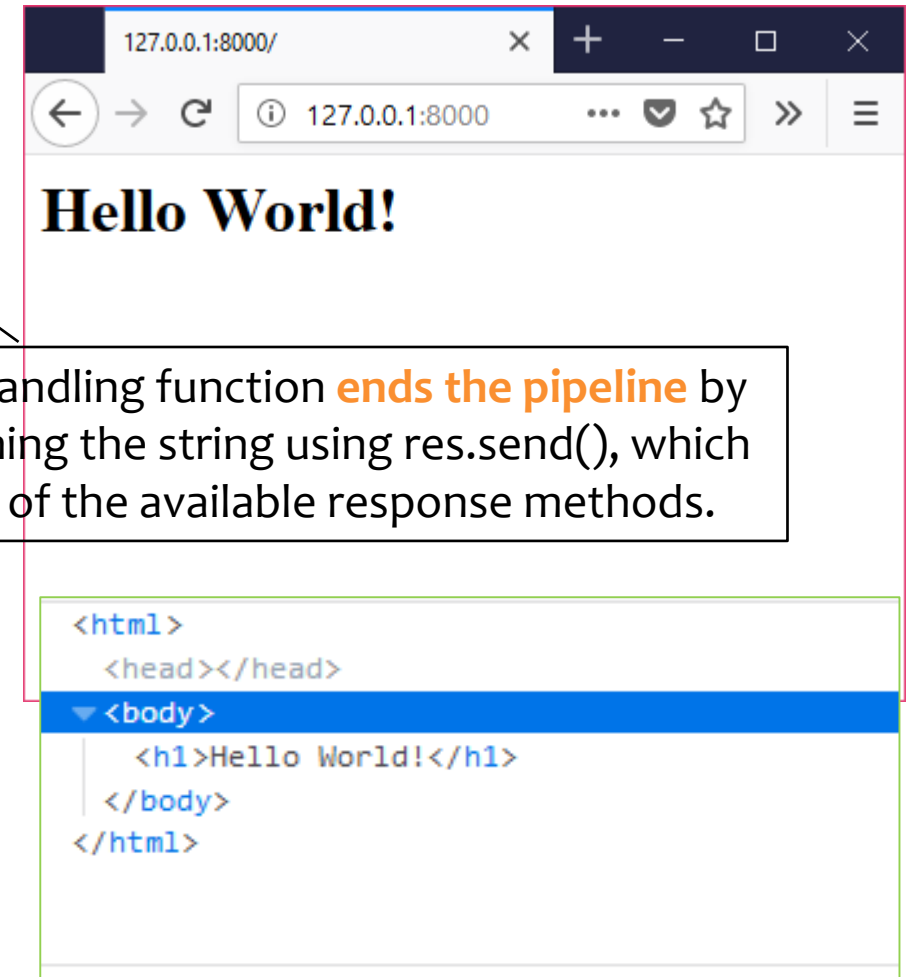 127.0.0.1:8000/
127.0.0.1:8000
Hello World!
andling function ends the pipeline by
ing the string using res.send(), which
of the available response methods.
<html>
<head></head>
<body>
<h1>Hello World!</h1>
</body>
</html>